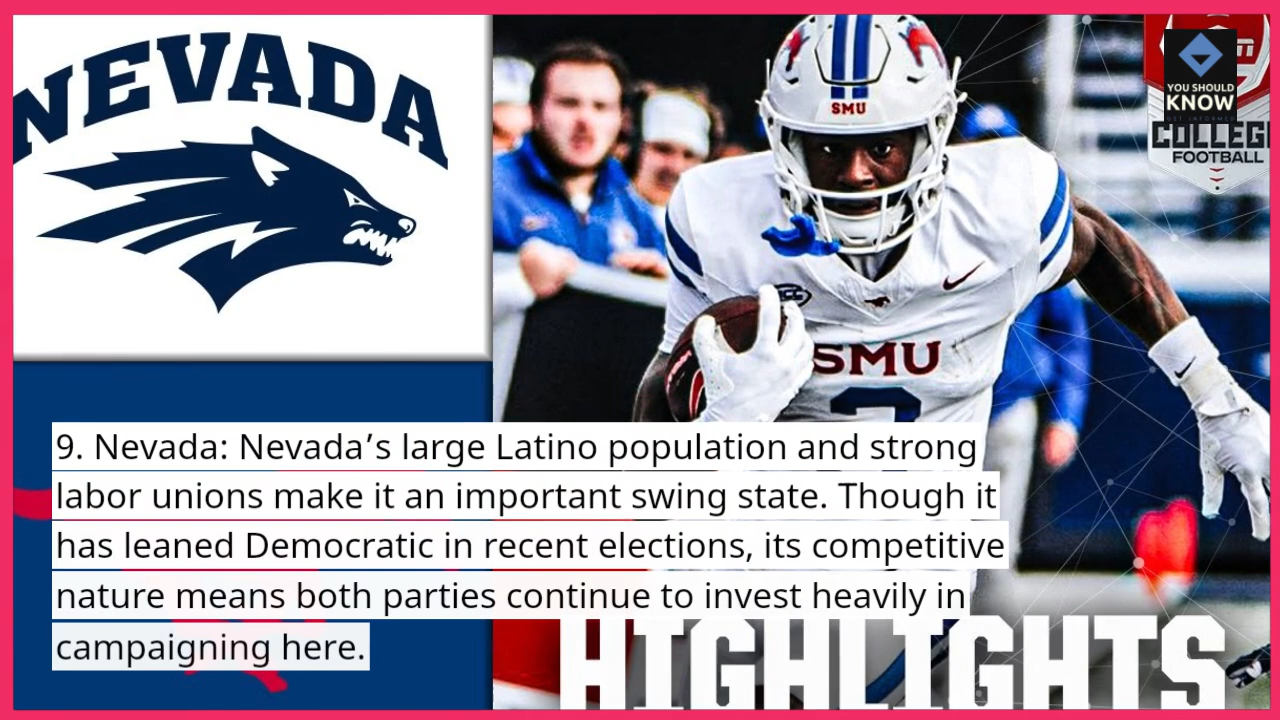 NEVADA
SMU
YOU SHOULD
KNOW
GET INFORMED
COLLEGE
FOOTBALL
SMU
9. Nevada: Nevada’s large Latino population and strong
labor unions make it an important swing state. Though it
has leaned Democratic in recent elections, its competitive
nature means both parties continue to invest heavily in
campaigning here.
HIGHLIGHTS